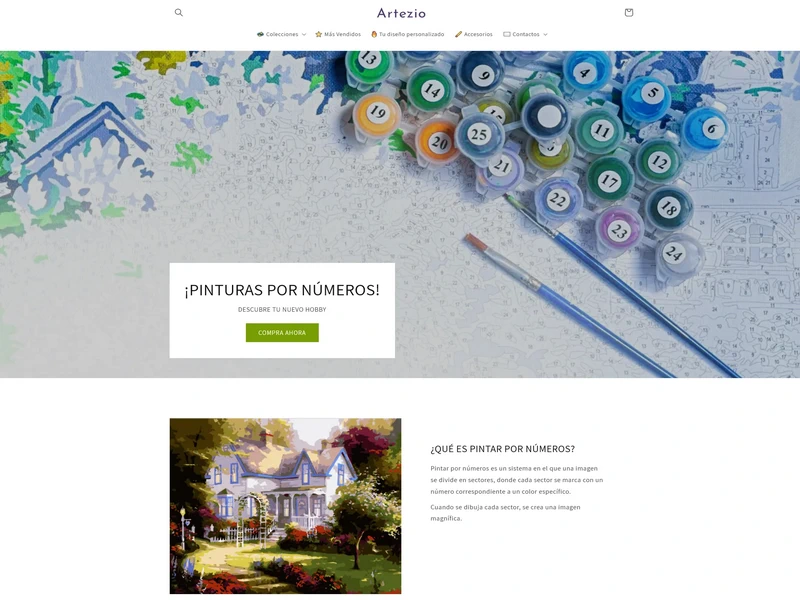 Artezio
Colecciones
Más Vendidos
Tu diseño personalizado
Accesorios
Contactos
13
14
9
4
5
6
19
20
25
21
11
12
17
22
18
23
24
¡PINTURAS POR NÚMEROS!
DESCUBRE TU NUEVO HOBBY
COMPRA AHORA
¿QUÉ ES PINTAR POR NÚMEROS?
Pintar por números es un sistema en el que una imagen
se divide en sectores, donde cada sector se marca con un
número correspondiente a un color específico.
Cuando se dibuja cada sector, se crea una imagen
magnífica.